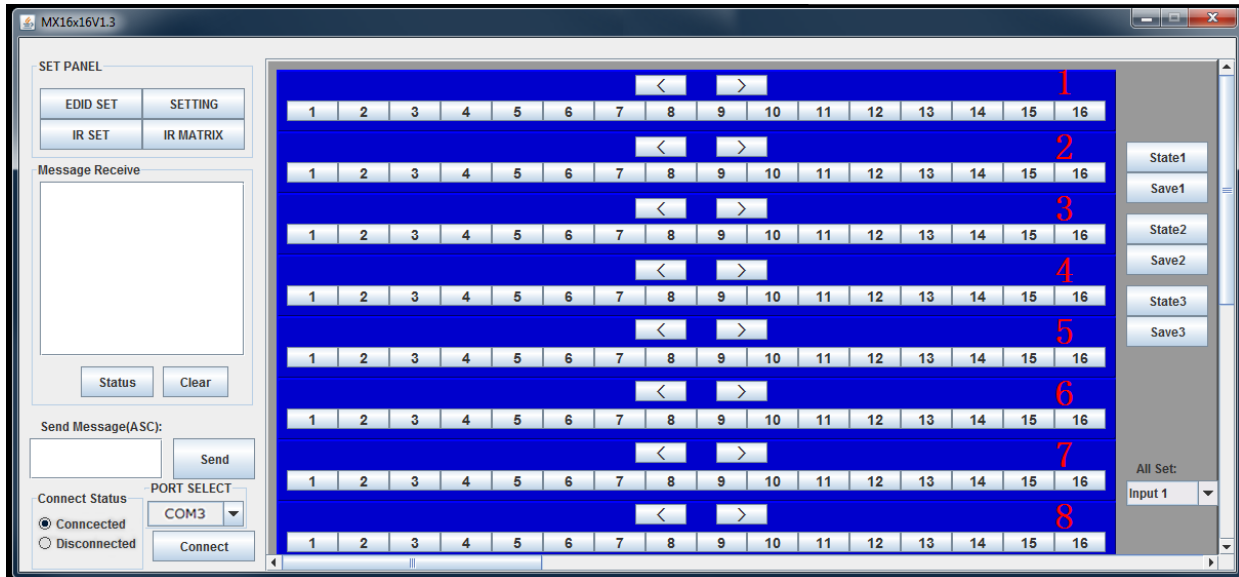 MX16x16V1.3
SET PANEL
EDID SET SETTING
IR SET IR MATRIX
Message Receive
Status Clear
Send Message(ASC):
Send
Connect Status
Conncected
Disconnected
PORT SELECT
COM3
Connect
< > 1
1 2 3 4 5 6 7 8 9 10 11 12 13 14 15 16
< > 2
1 2 3 4 5 6 7 8 9 10 11 12 13 14 15 16
< > 3
1 2 3 4 5 6 7 8 9 10 11 12 13 14 15 16
< > 4
1 2 3 4 5 6 7 8 9 10 11 12 13 14 15 16
< > 5
1 2 3 4 5 6 7 8 9 10 11 12 13 14 15 16
< > 6
1 2 3 4 5 6 7 8 9 10 11 12 13 14 15 16
< > 7
1 2 3 4 5 6 7 8 9 10 11 12 13 14 15 16
< > 8
1 2 3 4 5 6 7 8 9 10 11 12 13 14 15 16
State1
Save1
State2
Save2
State3
Save3
All Set:
Input 1